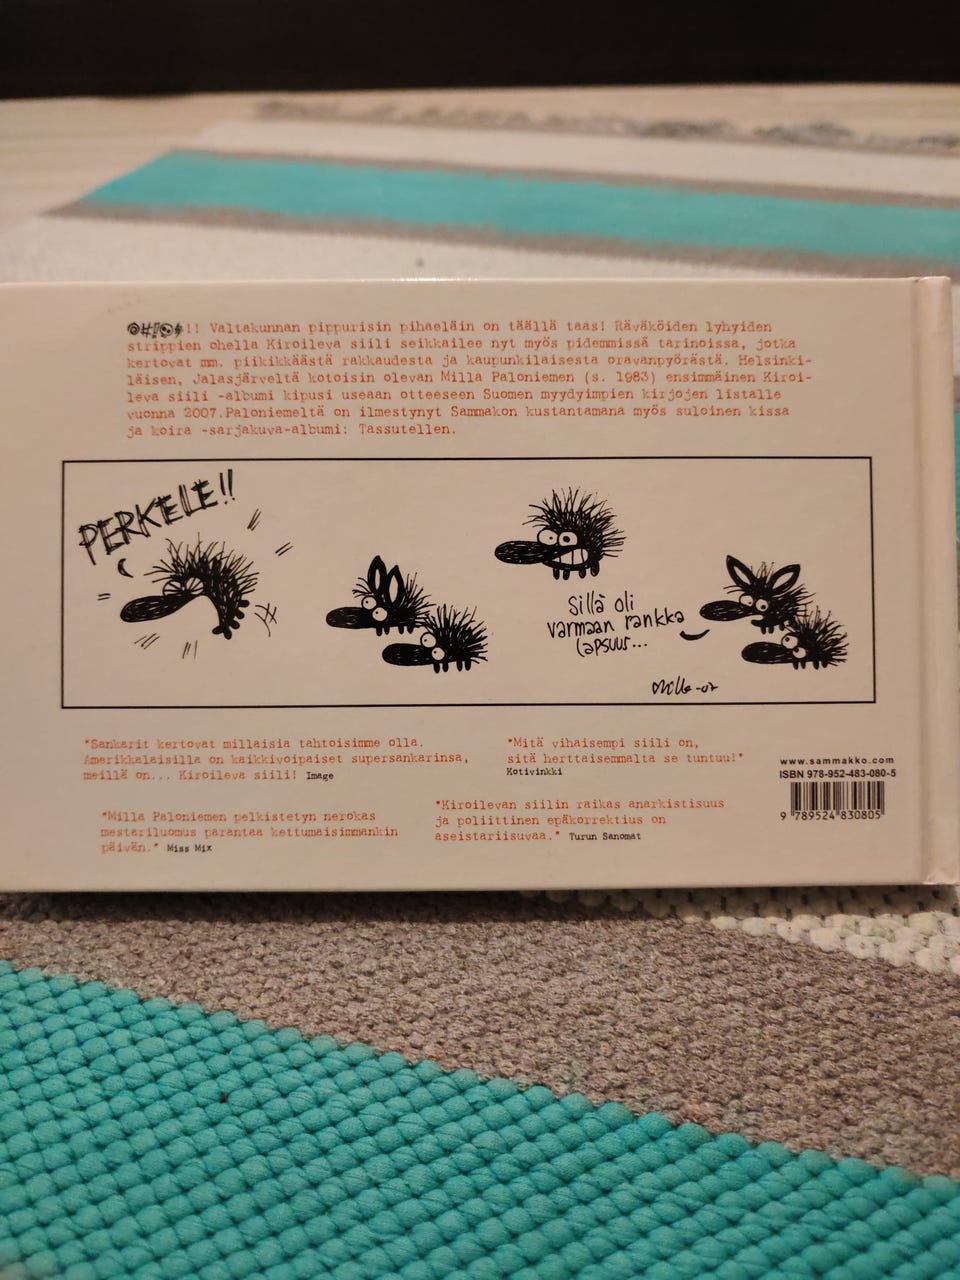 @#!💀💣!! Valtakunnan pippurisin pihaeläin on täällä taas! Räväköiden lyhyiden
strippien ohella Kiroileva siili seikkailee nyt myös pidemmissä tarinoissa, jotka
kertovat mm. piikikkäästä rakkaudesta ja kaupunkilaisesta oravanpyörästä. Helsinki-
läisen, Jalasjärveltä kotoisin olevan Milla Paloniemen (s. 1983) ensimmäinen Kiroi-
leva siili -albumi kipusi useaan otteeseen Suomen myydyimpien kirjojen listalle
vuonna 2007.Paloniemeltä on ilmestynyt Sammakon kustantamana myös suloinen kissa
ja koira -sarjakuva-albumi: Tassutellen.
PERKELE!!
Sillä oli
varmaan rankka
lapsuus...
Milla -07
"Sankarit kertovat millaisia tahtoisimme olla.
Amerikkalaisilla on kaikkivoipaiset supersankarinsa,
meillä on... Kiroileva siili! Image
"Mitä vihaisempi siili on,
sitä herttaisemmalta se tuntuu!"
Kotivinkki
"Milla Paloniemen pelkistetyn nerokas
mestariluomus parantaa kettumaisimmankin
päivän." Miss Mix
"Kiroilevan siilin raikas anarkistisuus
ja poliittinen epäkorrektius on
aseistariisuvaa." Turun Sanomat
www.sammakko.com
ISBN 978-952-483-080-5
9 789524 830805